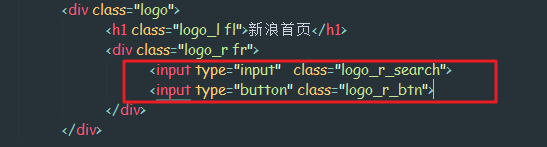 <div class="logo">
<h1 class="logo_l fl">新浪首页</h1>
<div class="logo_r fr">
<input type="input"   class="logo_r_search">
<input type="button" class="logo_r_btn">
</div>
</div>